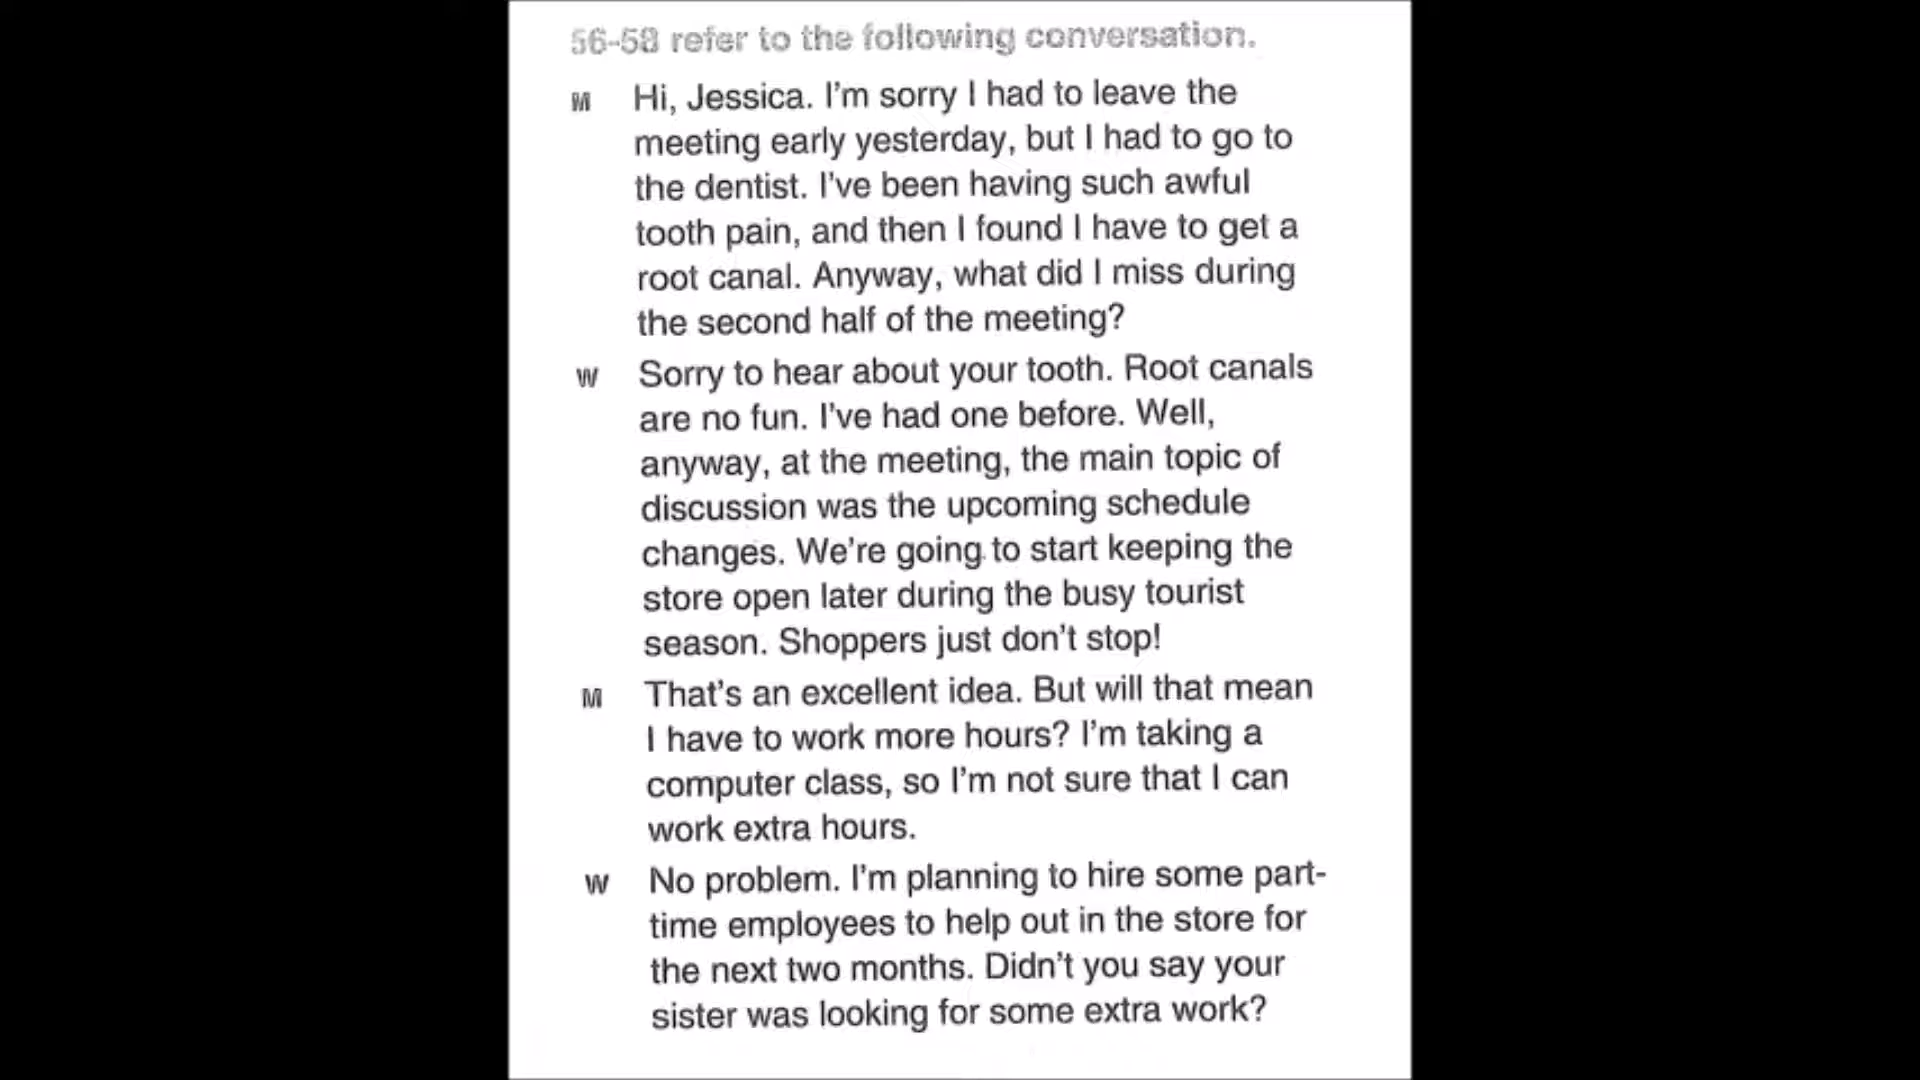 56-58 refer to the following conversation.
M Hi, Jessica. I'm sorry I had to leave the
meeting early yesterday, but I had to go to
the dentist. I've been having such awful
tooth pain, and then I found I have to get a
root canal. Anyway, what did I miss during
the second half of the meeting?
W Sorry to hear about your tooth. Root canals
are no fun. I've had one before. Well,
anyway, at the meeting, the main topic of
discussion was the upcoming schedule
changes. We're going to start keeping the
store open later during the busy tourist
season. Shoppers just don't stop!
M That's an excellent idea. But will that mean
I have to work more hours? I'm taking a
computer class, so I'm not sure that I can
work extra hours.
W No problem. I'm planning to hire some part-
time employees to help out in the store for
the next two months. Didn't you say your
sister was looking for some extra work?